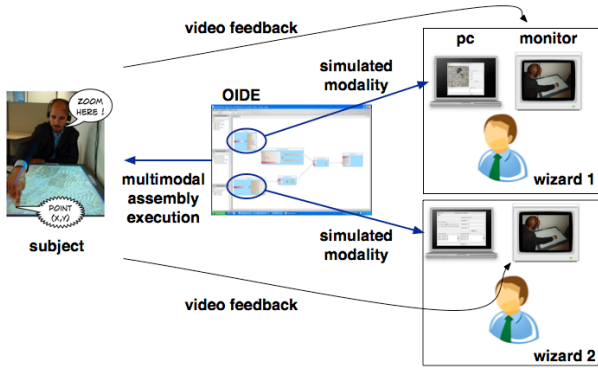 video feedback
pc
monitor
simulated
modality
OIDE
ZOOM
HERE !
wizard 1
multimodal
assembly
execution
POINT
(X,Y)
simulated
modality
subject
video feedback
wizard 2